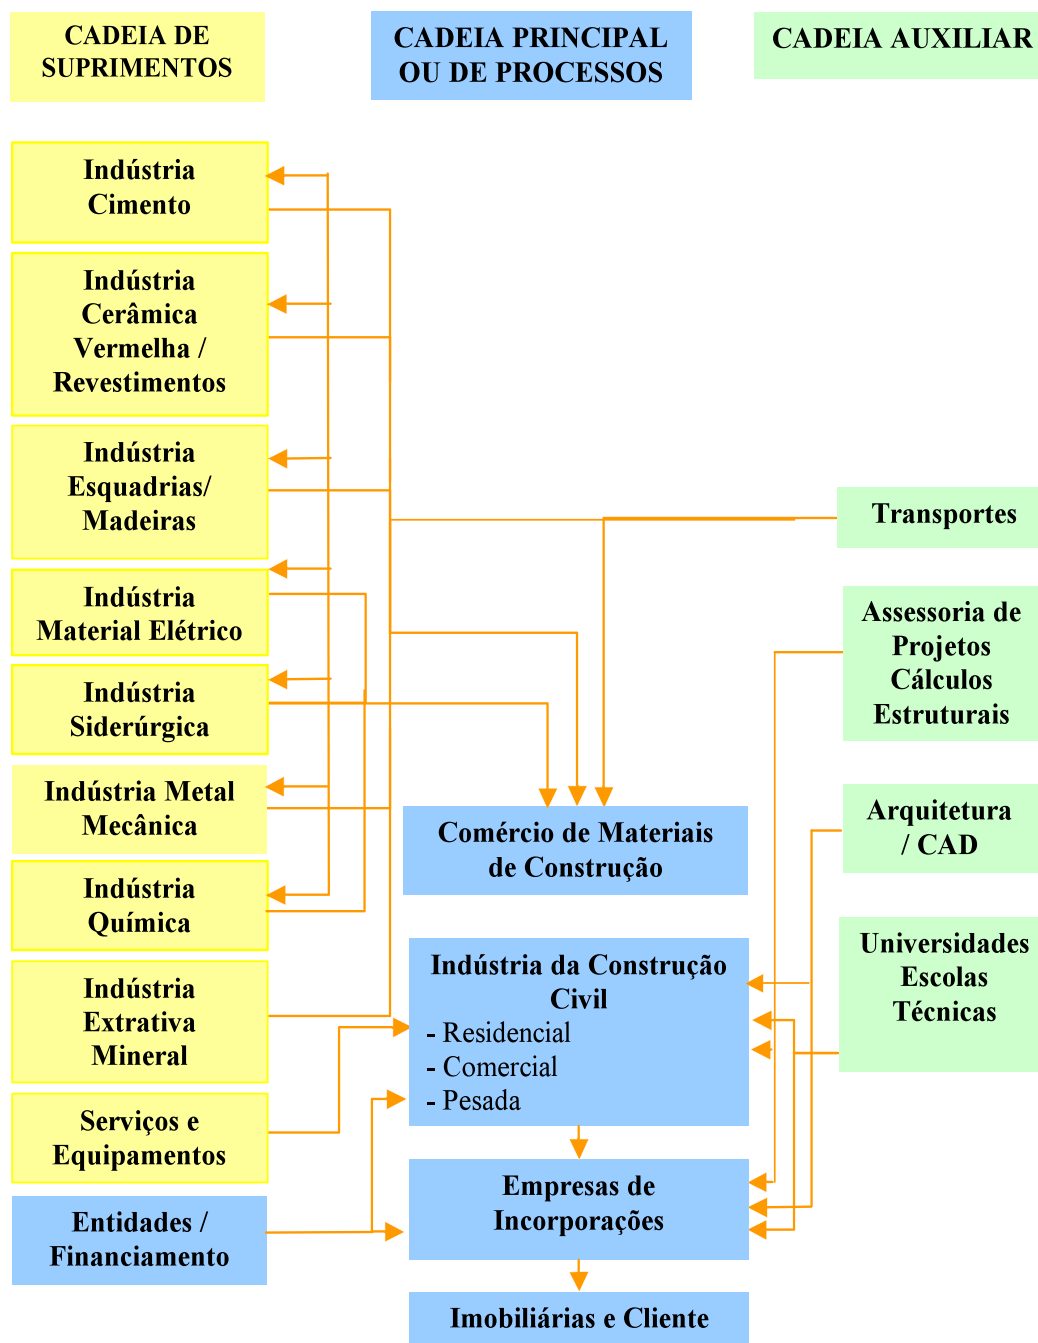 CADEIA DE
SUPRIMENTOS
CADEIA PRINCIPAL
OU DE PROCESSOS
CADEIA AUXILIAR
Indústria
Cimento
Indústria
Cerâmica
Vermelha /
Revestimentos
Indústria
Esquadrias/
Madeiras
Indústria
Material Elétrico
Indústria
Siderúrgica
Indústria Metal
Mecânica
Indústria
Química
Indústria
Extrativa
Mineral
Serviços e
Equipamentos
Entidades /
Financiamento
Comércio de Materiais
de Construção
Indústria da Construção
Civil
- Residencial
- Comercial
- Pesada
Empresas de
Incorporações
Imobiliárias e Cliente
Transportes
Assessoria de
Projetos
Cálculos
Estruturais
Arquitetura
/ CAD
Universidades
Escolas
Técnicas